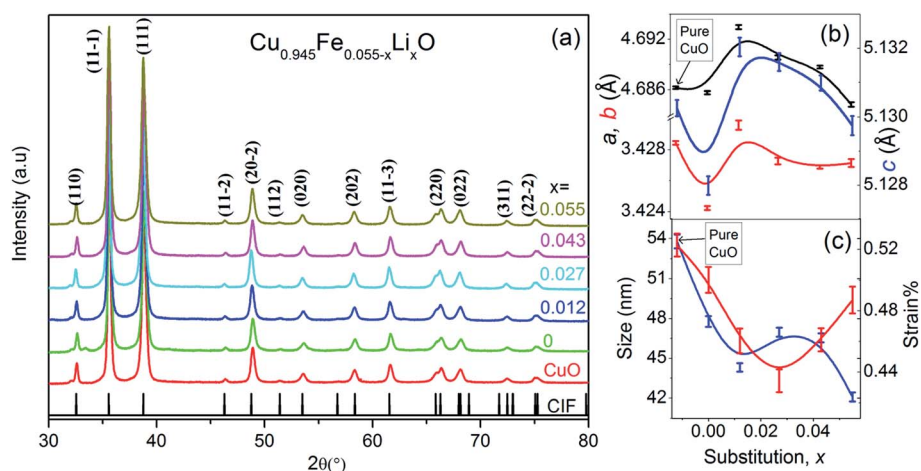 (a)
Cu0.945Fe0.055-xLixO
(110)
(11-1)
(111)
(11-2)
(20-2)
(112)
(020)
(202)
(11-3)
(220)
(022)
(311)
(22-2)
x=
0.055
0.043
0.027
0.012
0
CuO
CIF
Intensity (a.u)
30 40 50 60 70 80
2θ(°)
(b)
Pure
CuO
4.692
4.686
3.428
3.424
a, b (Å)
5.132
5.130
5.128
c (Å)
(c)
Pure
CuO
54
51
48
45
42
Size (nm)
0.52
0.48
0.44
Strain%
0.00 0.02 0.04
Substitution, x